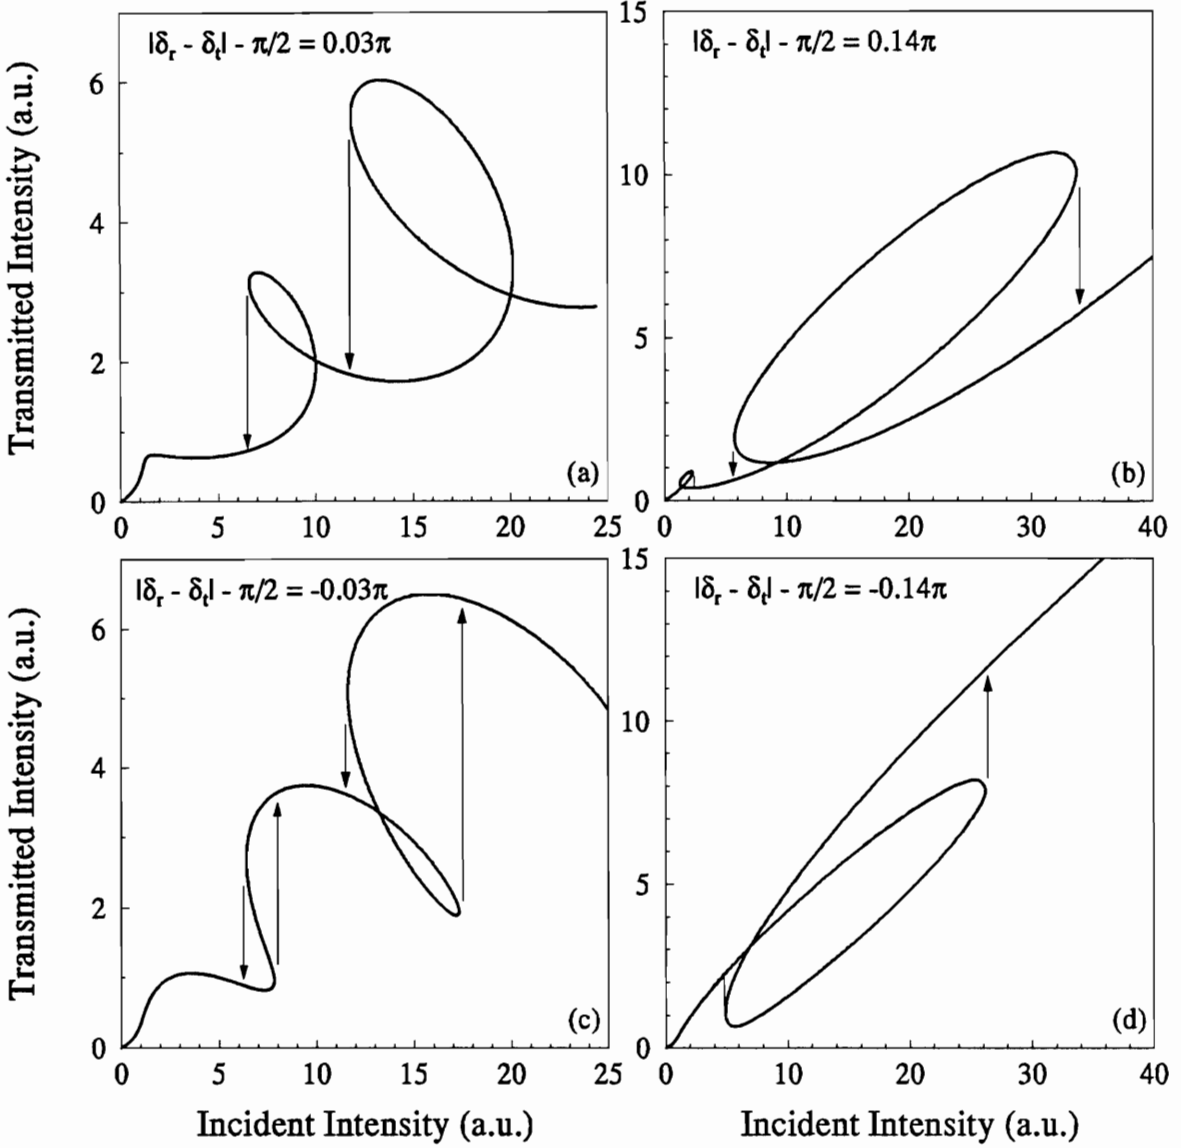 |δr - δt| - π/2 = 0.03π
Transmitted Intensity (a.u.)
6
4
2
0
0 5 10 15 20 25
(a)
|δr - δt| - π/2 = 0.14π
15
10
5
0
0 10 20 30 40
(b)
|δr - δt| - π/2 = -0.03π
Transmitted Intensity (a.u.)
6
4
2
0
0 5 10 15 20 25
(c)
Incident Intensity (a.u.)
|δr - δt| - π/2 = -0.14π
15
10
5
0
0 10 20 30 40
(d)
Incident Intensity (a.u.)